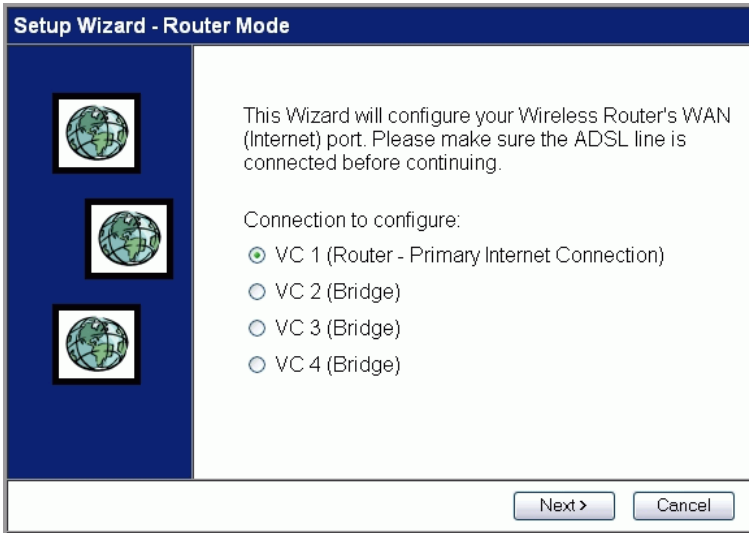 Setup Wizard - Router Mode
This Wizard will configure your Wireless Router's WAN
(Internet) port. Please make sure the ADSL line is
connected before continuing.
Connection to configure:
VC 1 (Router - Primary Internet Connection)
VC 2 (Bridge)
VC 3 (Bridge)
VC 4 (Bridge)
Next >
Cancel